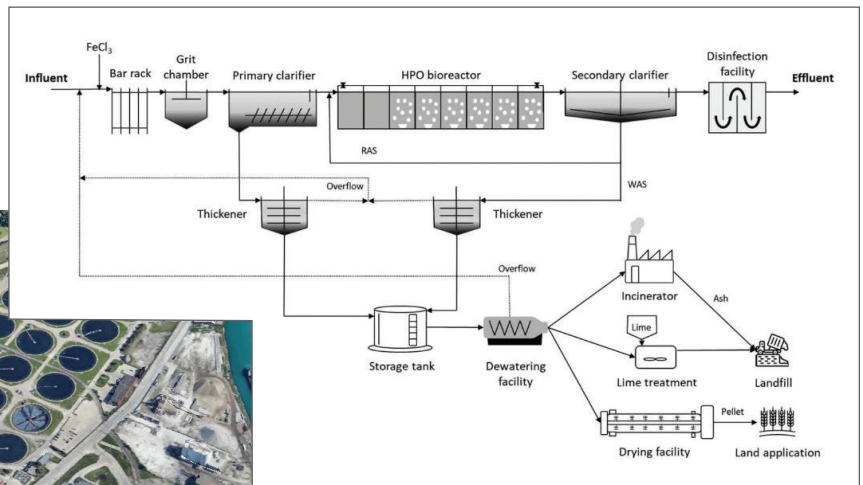 FeCl3
Influent
Bar rack
Grit
chamber
Primary clarifier
HPO bioreactor
Secondary clarifier
Disinfection
facility
Effluent
RAS
WAS
Overflow
Thickener
Thickener
Overflow
Incinerator
Ash
Lime
Storage tank
Dewatering
facility
Lime treatment
Landfill
Pellet
Drying facility
Land application